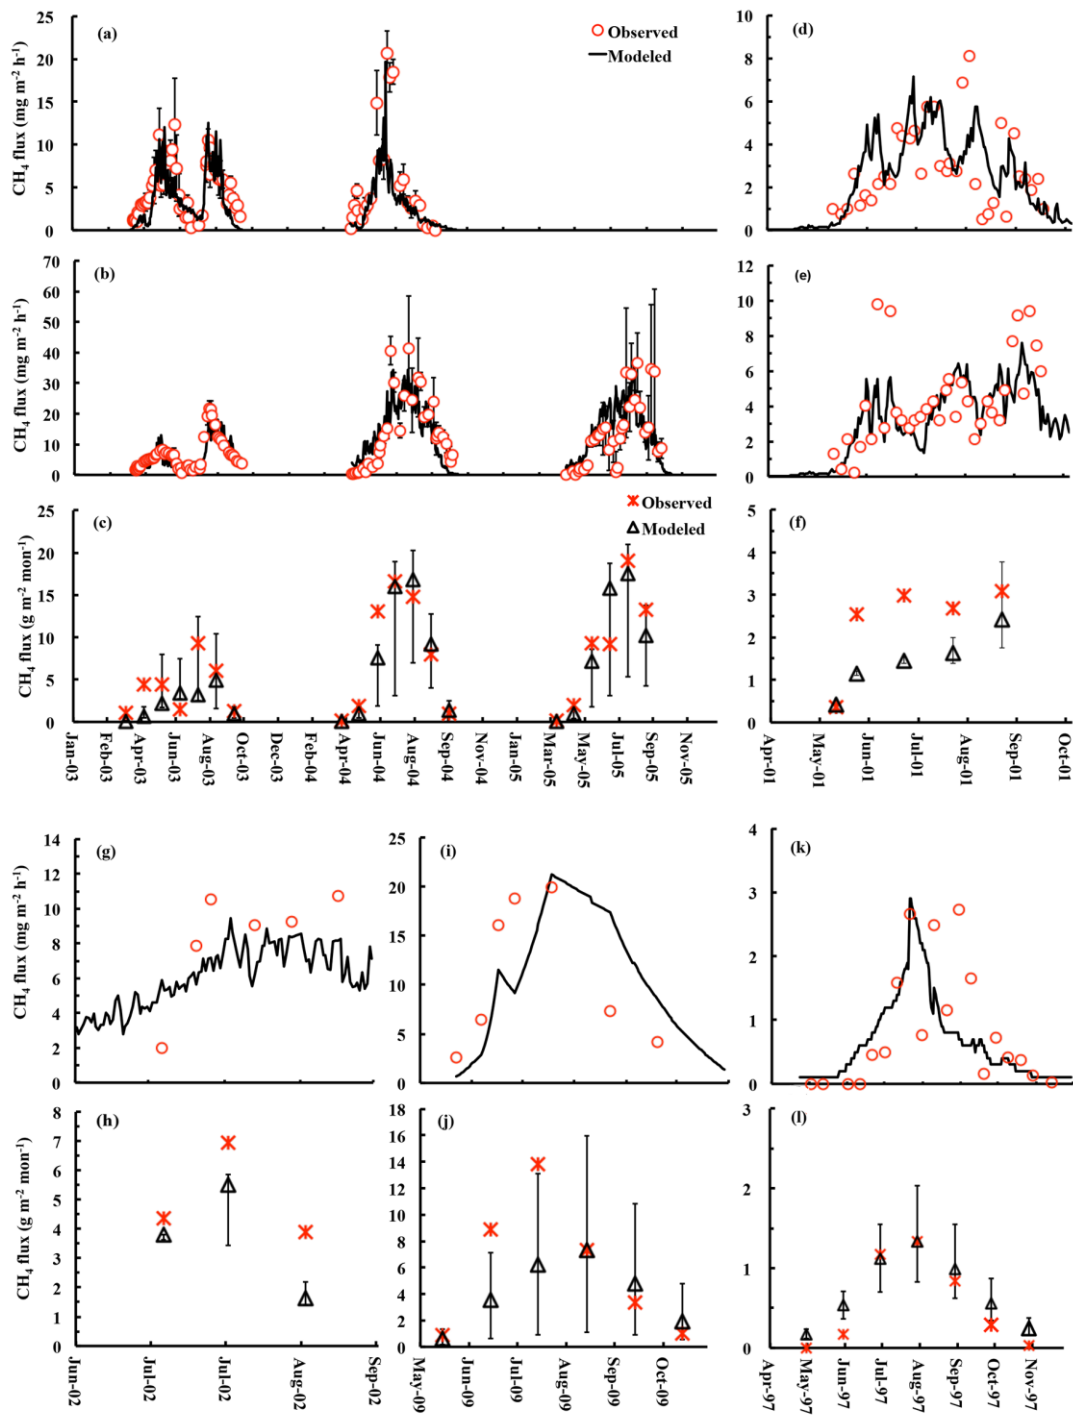 (a)
Observed
Modeled
CH₄ flux (mg m⁻² h⁻¹)
25
20
15
10
5
0
(d)
10
8
6
4
2
0
(b)
CH₄ flux (mg m⁻² h⁻¹)
70
60
50
40
30
20
10
0
(e)
12
10
8
6
4
2
0
(c)
Observed
Modeled
CH₄ flux (g m⁻² mon⁻¹)
25
20
15
10
5
0
Jan-03
Feb-03
Apr-03
Jun-03
Aug-03
Oct-03
Dec-03
Feb-04
Apr-04
Jun-04
Aug-04
Sep-04
Nov-04
Jan-05
Mar-05
May-05
Jul-05
Sep-05
Nov-05
(f)
5
4
3
2
1
0
Apr-01
May-01
Jun-01
Jul-01
Aug-01
Sep-01
Oct-01
(g)
CH₄ flux (mg m⁻² h⁻¹)
14
12
10
8
6
4
2
0
(i)
25
20
15
10
5
0
(k)
4
3
2
1
0
(h)
CH₄ flux (g m⁻² mon⁻¹)
8
7
6
5
4
3
2
1
0
Jun-02
Jul-02
Jul-02
Aug-02
Sep-02
(j)
18
16
14
12
10
8
6
4
2
0
May-09
Jun-09
Jul-09
Aug-09
Sep-09
Oct-09
(l)
3
2
1
0
Apr-97
May-97
Jun-97
Jul-97
Aug-97
Sep-97
Oct-97
Nov-97